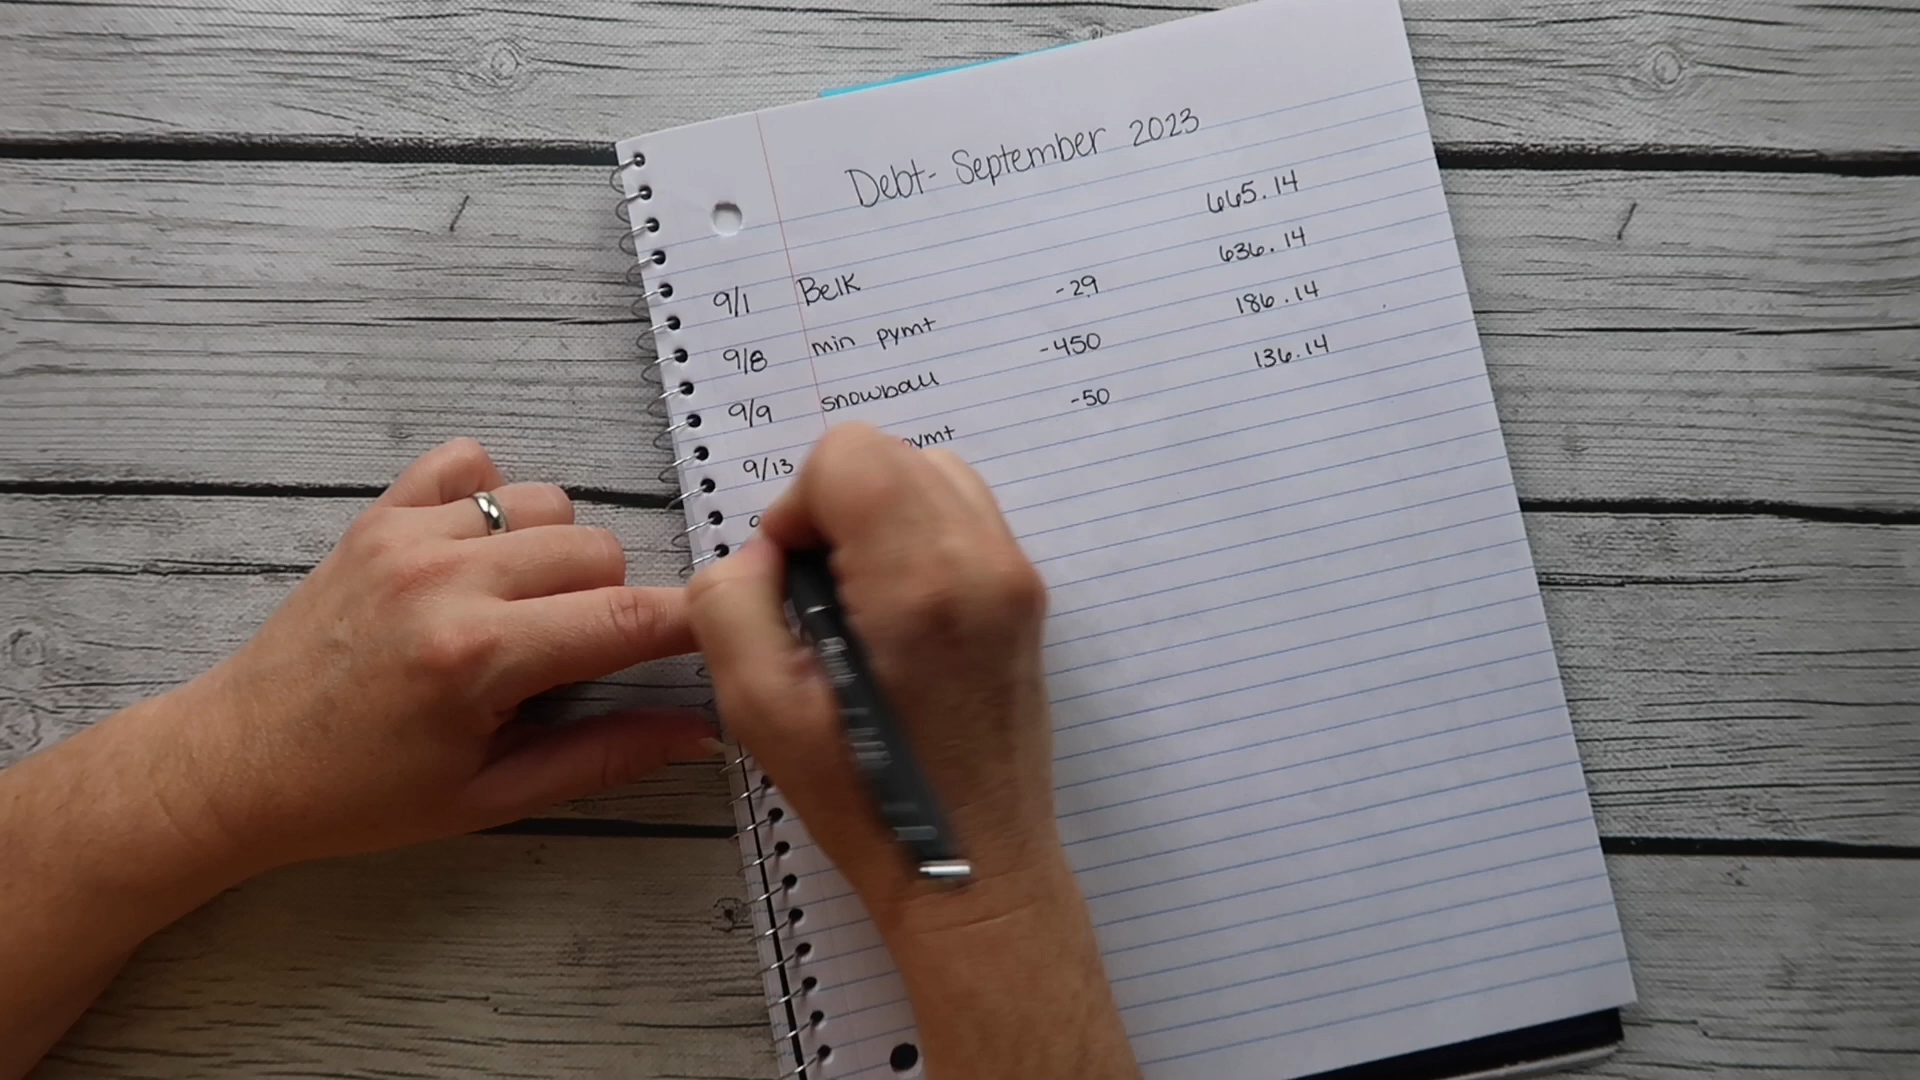 Debt- September 2023
9/1 Belk 665.14
9/8 min pymt -29 636.14
9/9 snowball -450 186.14
9/13 pymt -50 136.14